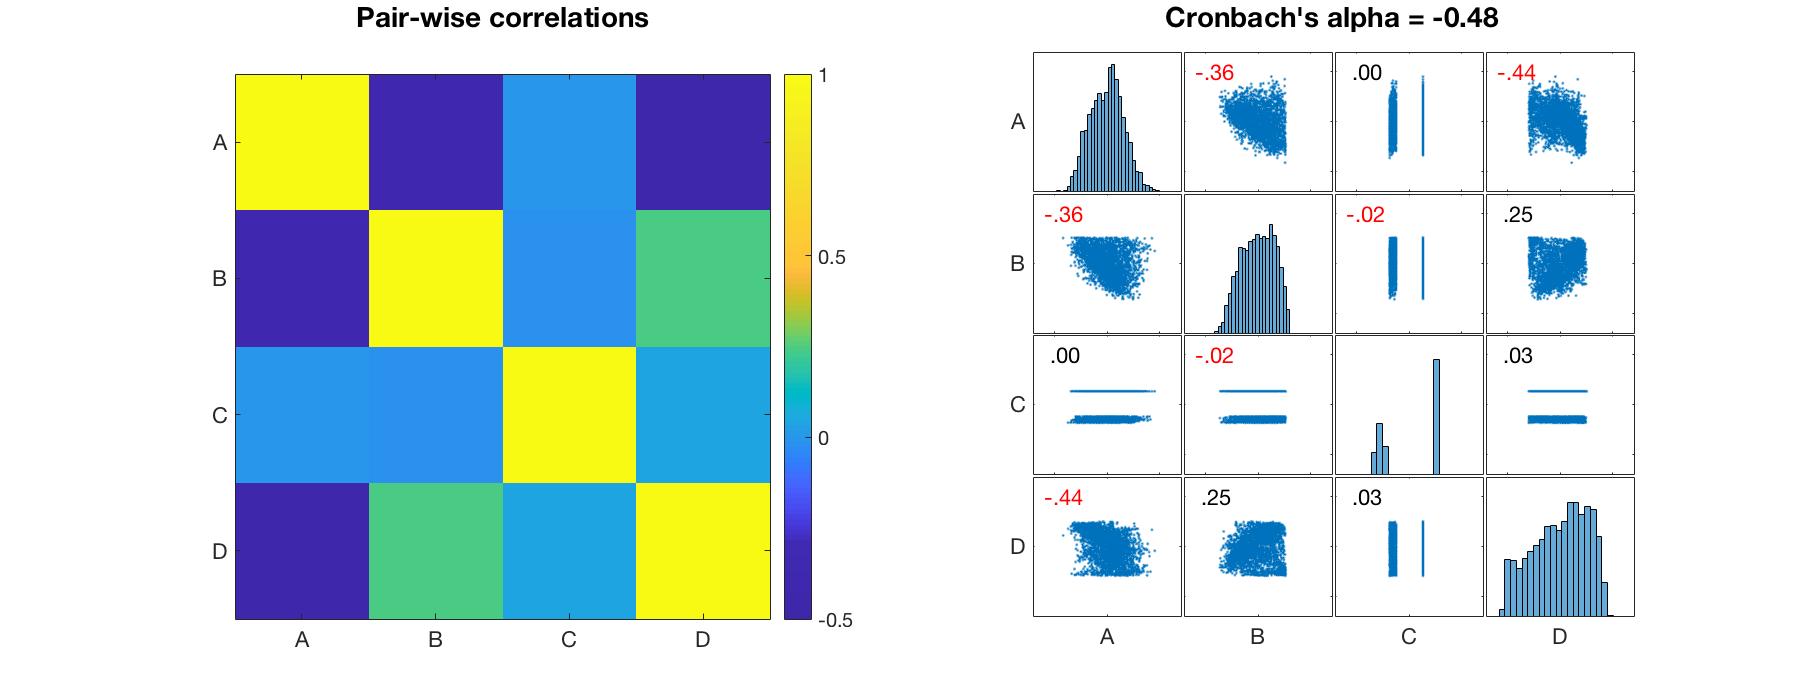 Pair-wise correlations
A
B
C
D
A B C D
1
0.5
0
-0.5
Cronbach's alpha = -0.48
A -.36 .00 -.44
B -.36 -.02 .25
C .00 -.02 .03
D -.44 .25 .03
A B C D